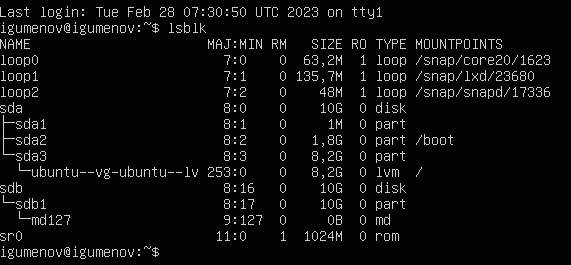 Last login: Tue Feb 28 07:30:50 UTC 2023 on tty1
igumenov@igumenov:~$ lsblk
NAME                      MAJ:MIN RM   SIZE RO TYPE MOUNTPOINTS
loop0                       7:0    0  63,2M  1 loop /snap/core20/1623
loop1                       7:1    0 135,7M  1 loop /snap/lxd/23680
loop2                       7:2    0    48M  1 loop /snap/snapd/17336
sda                         8:0    0    10G  0 disk
├─sda1                      8:1    0     1M  0 part
├─sda2                      8:2    0   1,8G  0 part /boot
└─sda3                      8:3    0   8,2G  0 part
  └─ubuntu--vg-ubuntu--lv 253:0    0   8,2G  0 lvm  /
sdb                         8:16   0    10G  0 disk
└─sdb1                      8:17   0    10G  0 part
  └─md127                   9:127  0     0B  0 md
sr0                        11:0    1  1024M  0 rom
igumenov@igumenov:~$